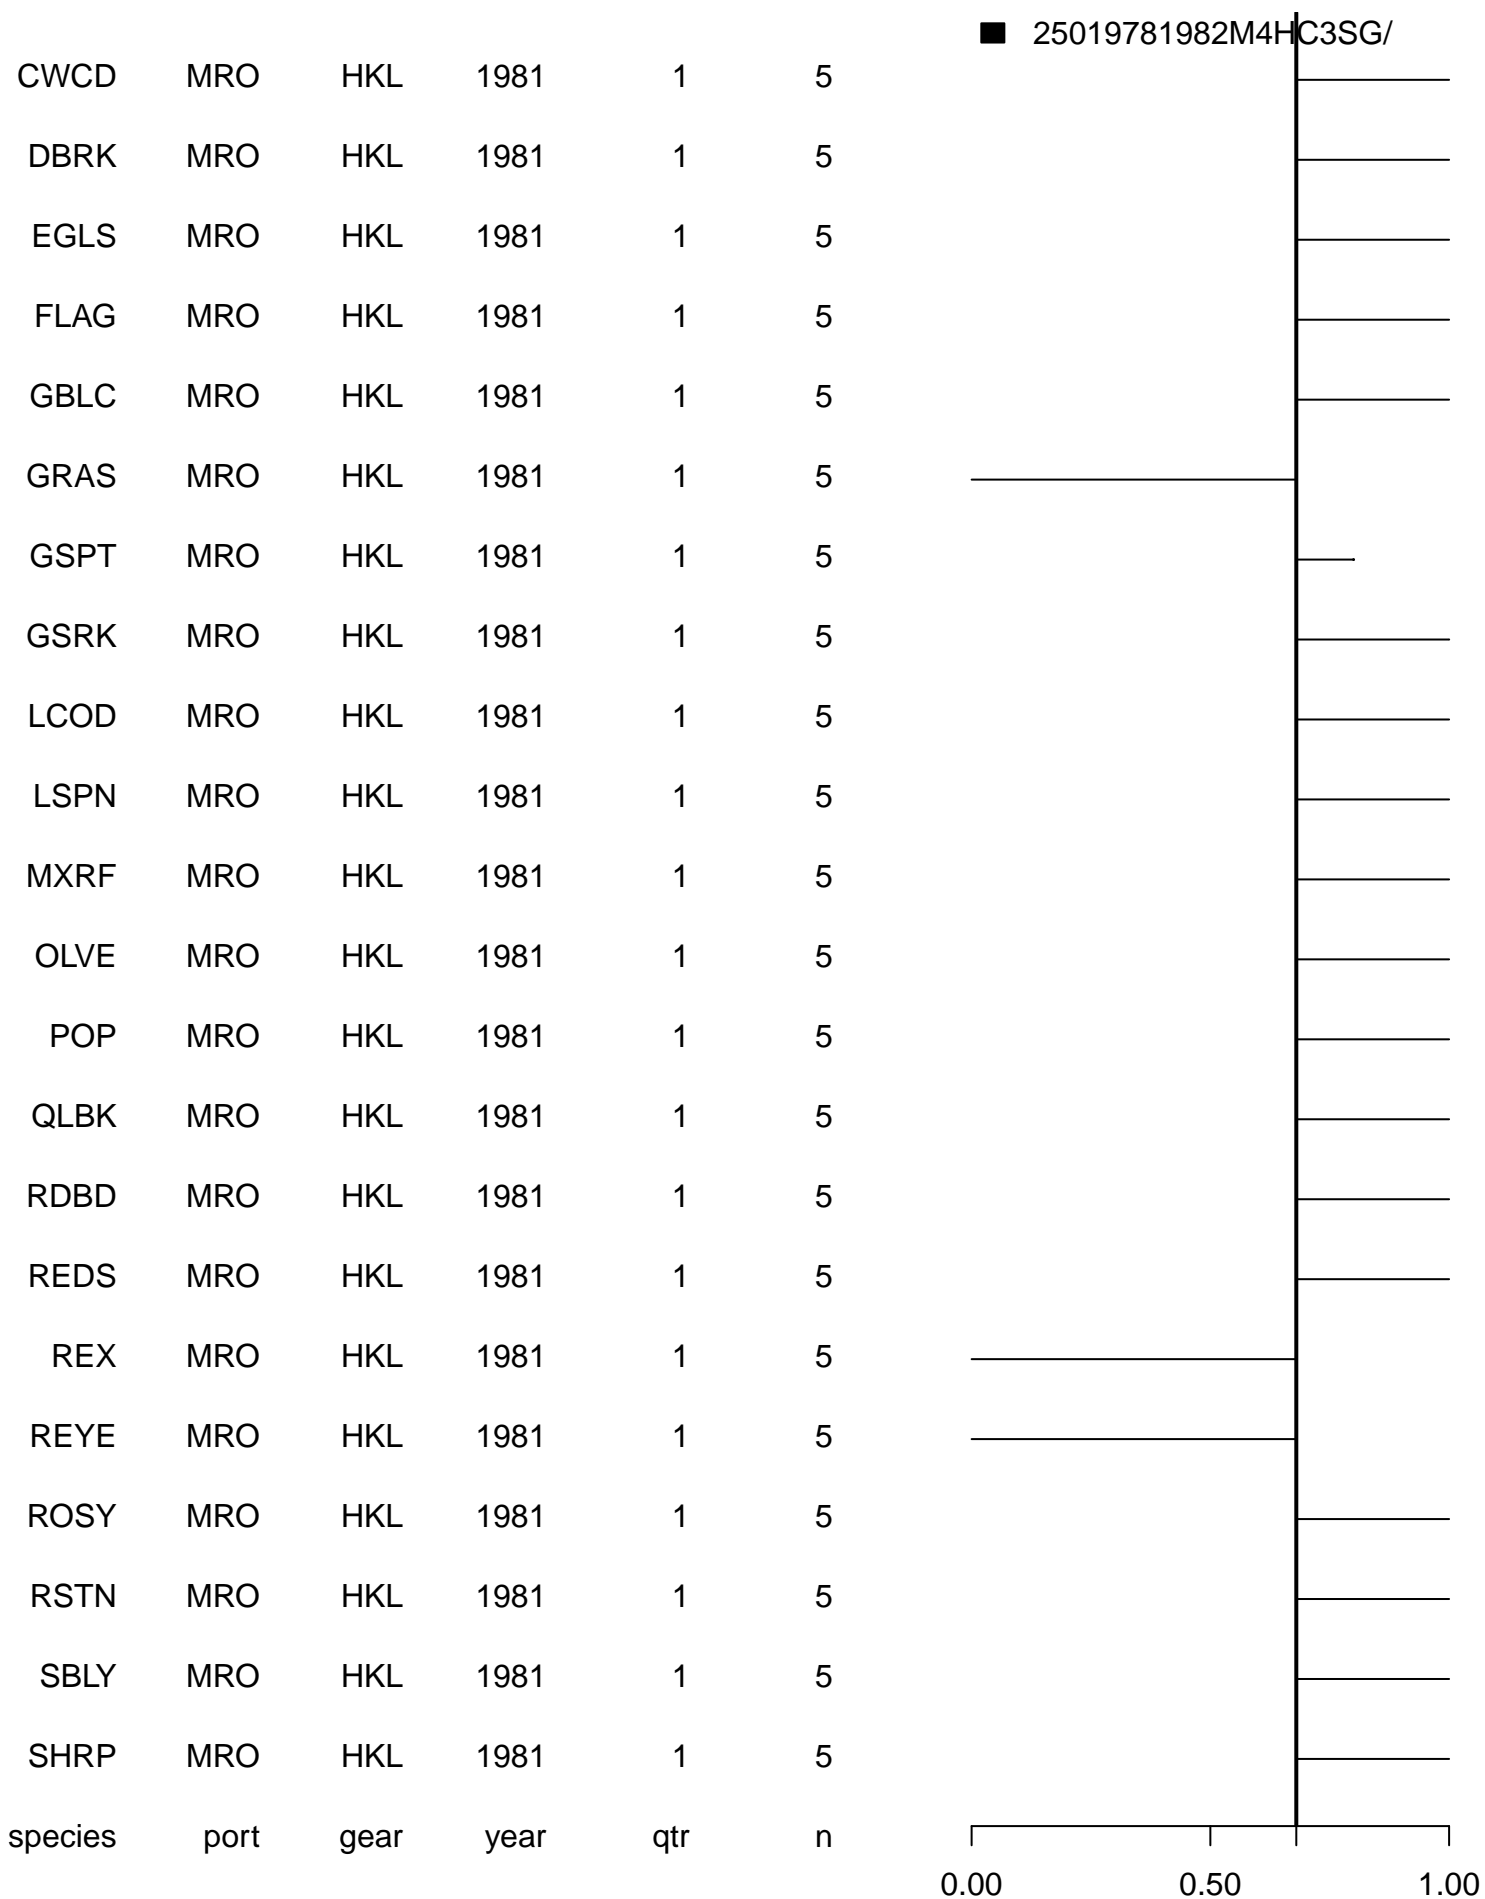 25019781982M4HC3SG/
CWCD MRO HKL 1981 1 5
DBRK MRO HKL 1981 1 5
EGLS MRO HKL 1981 1 5
FLAG MRO HKL 1981 1 5
GBLC MRO HKL 1981 1 5
GRAS MRO HKL 1981 1 5
GSPT MRO HKL 1981 1 5
GSRK MRO HKL 1981 1 5
LCOD MRO HKL 1981 1 5
LSPN MRO HKL 1981 1 5
MXRF MRO HKL 1981 1 5
OLVE MRO HKL 1981 1 5
POP MRO HKL 1981 1 5
QLBK MRO HKL 1981 1 5
RDBD MRO HKL 1981 1 5
REDS MRO HKL 1981 1 5
REX MRO HKL 1981 1 5
REYE MRO HKL 1981 1 5
ROSY MRO HKL 1981 1 5
RSTN MRO HKL 1981 1 5
SBLY MRO HKL 1981 1 5
SHRP MRO HKL 1981 1 5
species port gear year qtr n
0.00 0.50 1.00